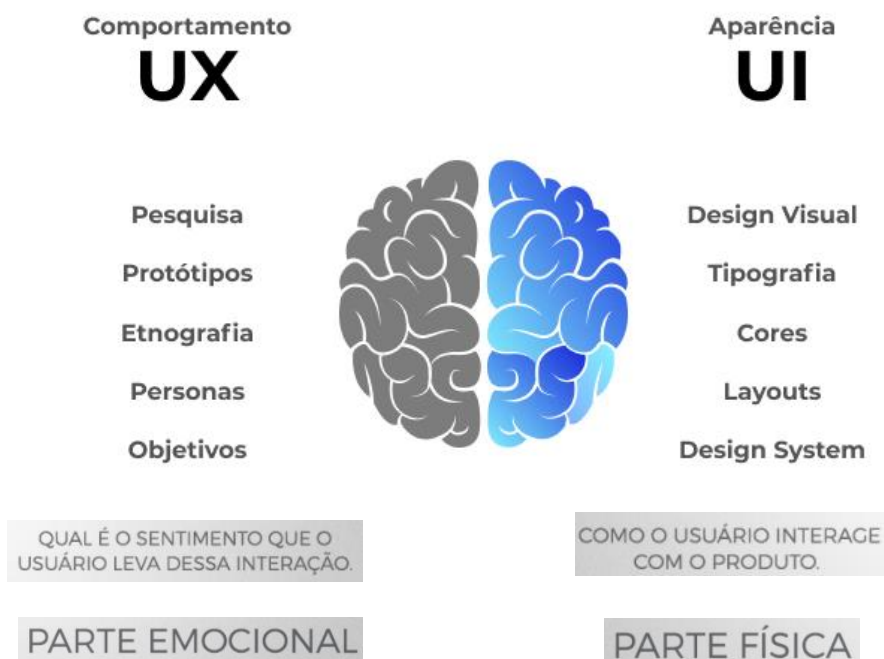 Comportamento
UX
Pesquisa
Protótipos
Etnografia
Personas
Objetivos
QUAL É O SENTIMENTO QUE O
USUÁRIO LEVA DESSA INTERAÇÃO.
PARTE EMOCIONAL
Aparência
UI
Design Visual
Tipografia
Cores
Layouts
Design System
COMO O USUÁRIO INTERAGE
COM O PRODUTO.
PARTE FÍSICA